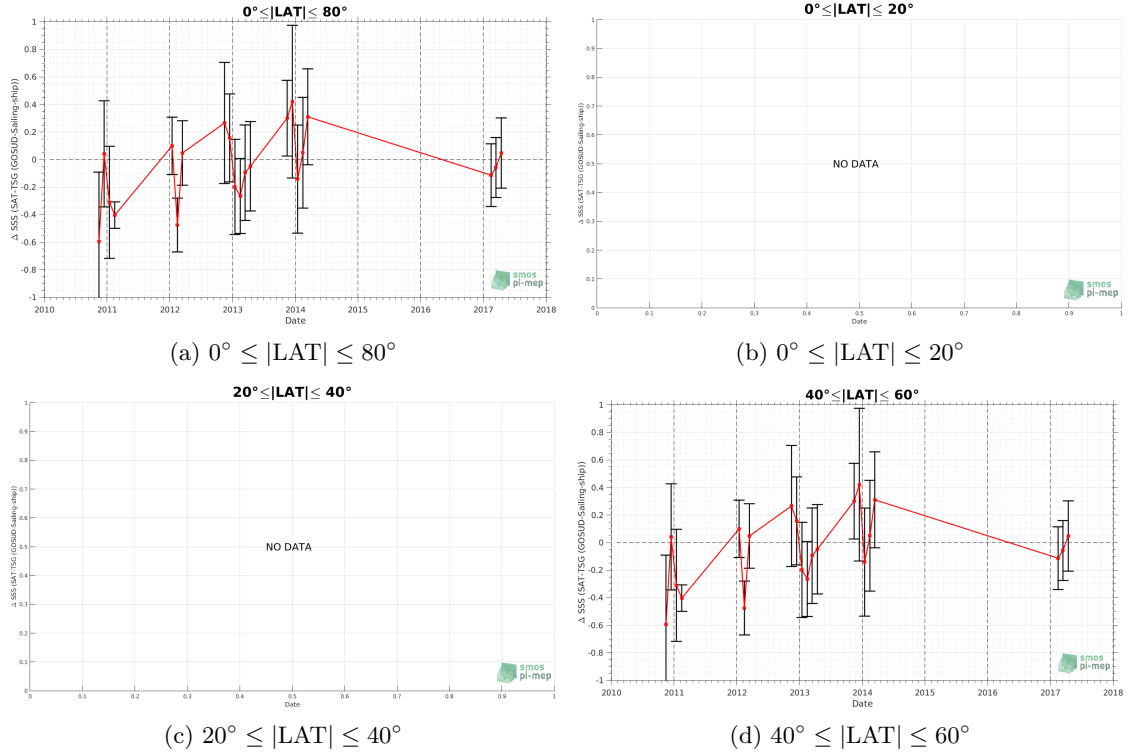 0°≤|LAT|≤ 80°
Δ SSS (SAT-TSG (GOSUD-Sailing-ship))
1
0.8
0.6
0.4
0.2
0
-0.2
-0.4
-0.6
-0.8
-1
2010 2011 2012 2013 2014 2015 2016 2017 2018
Date
smos
pi-mep
(a) 0° ≤ |LAT| ≤ 80°
0°≤|LAT|≤ 20°
Δ SSS (SAT-TSG (GOSUD-Sailing-ship))
1
0.9
0.8
0.7
0.6
0.5
0.4
0.3
0.2
0.1
0
NO DATA
0 0.1 0.2 0.3 0.4 0.5 0.6 0.7 0.8 0.9 1
Date
smos
pi-mep
(b) 0° ≤ |LAT| ≤ 20°
20°≤|LAT|≤ 40°
Δ SSS (SAT-TSG (GOSUD-Sailing-ship))
1
0.9
0.8
0.7
0.6
0.5
0.4
0.3
0.2
0.1
0
NO DATA
0 0.1 0.2 0.3 0.4 0.5 0.6 0.7 0.8 0.9 1
Date
smos
pi-mep
(c) 20° ≤ |LAT| ≤ 40°
40°≤|LAT|≤ 60°
Δ SSS (SAT-TSG (GOSUD-Sailing-ship))
1
0.8
0.6
0.4
0.2
0
-0.2
-0.4
-0.6
-0.8
-1
2010 2011 2012 2013 2014 2015 2016 2017 2018
Date
smos
pi-mep
(d) 40° ≤ |LAT| ≤ 60°